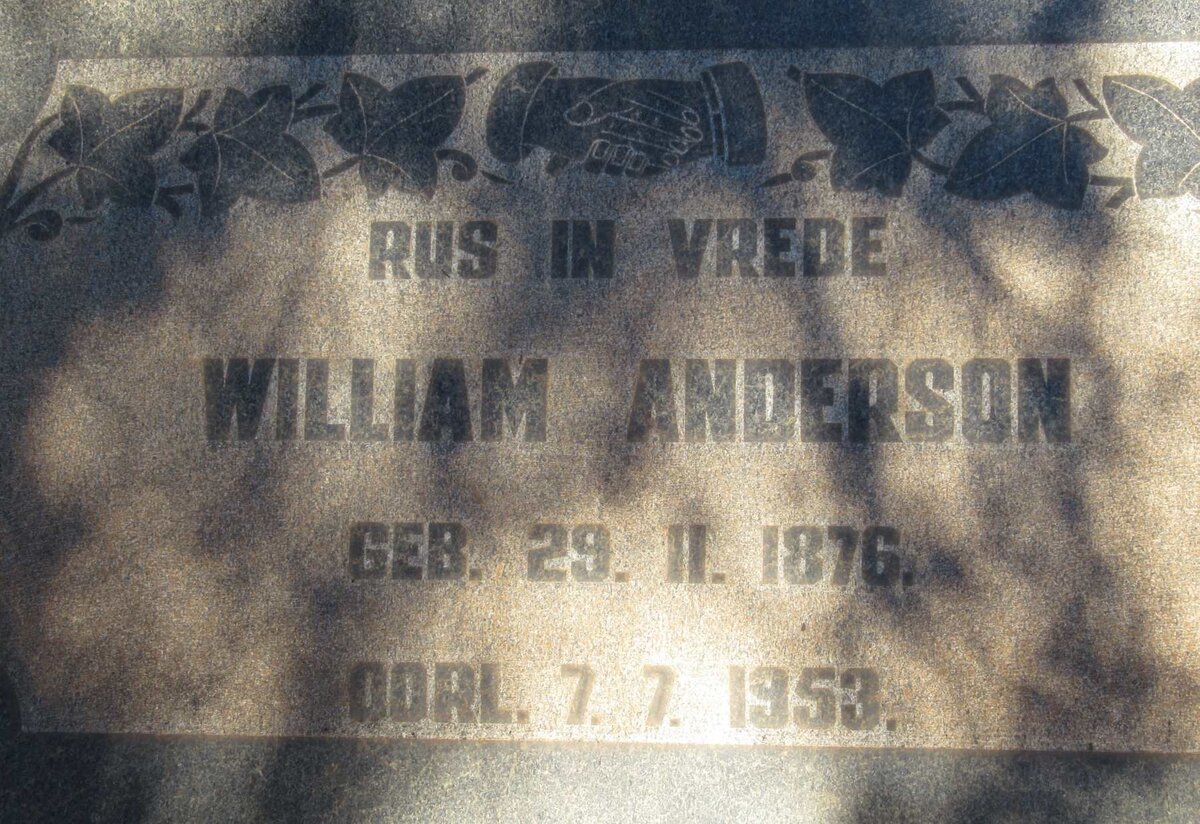 RUS IN VREDE
WILLIAM ANDERSON
GEB. 29. 11. 1876.
OORL. 7. 7. 1953.